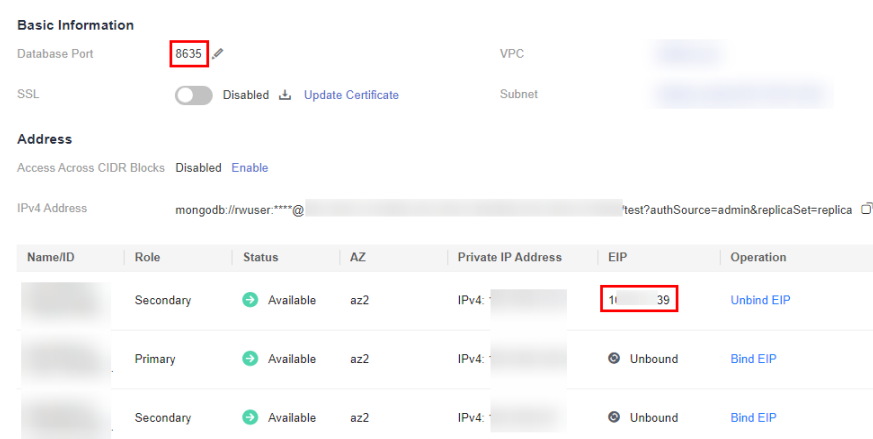 Basic Information
Database Port 8635 VPC
SSL Disabled Update Certificate Subnet
Address
Access Across CIDR Blocks Disabled Enable
IPv4 Address mongodb://rwuser:****@ /test?authSource=admin&replicaSet=replica
Name/ID Role Status AZ Private IP Address EIP Operation
Secondary Available az2 IPv4: 39 Unbind EIP
Primary Available az2 IPv4: Unbound Bind EIP
Secondary Available az2 IPv4: Unbound Bind EIP